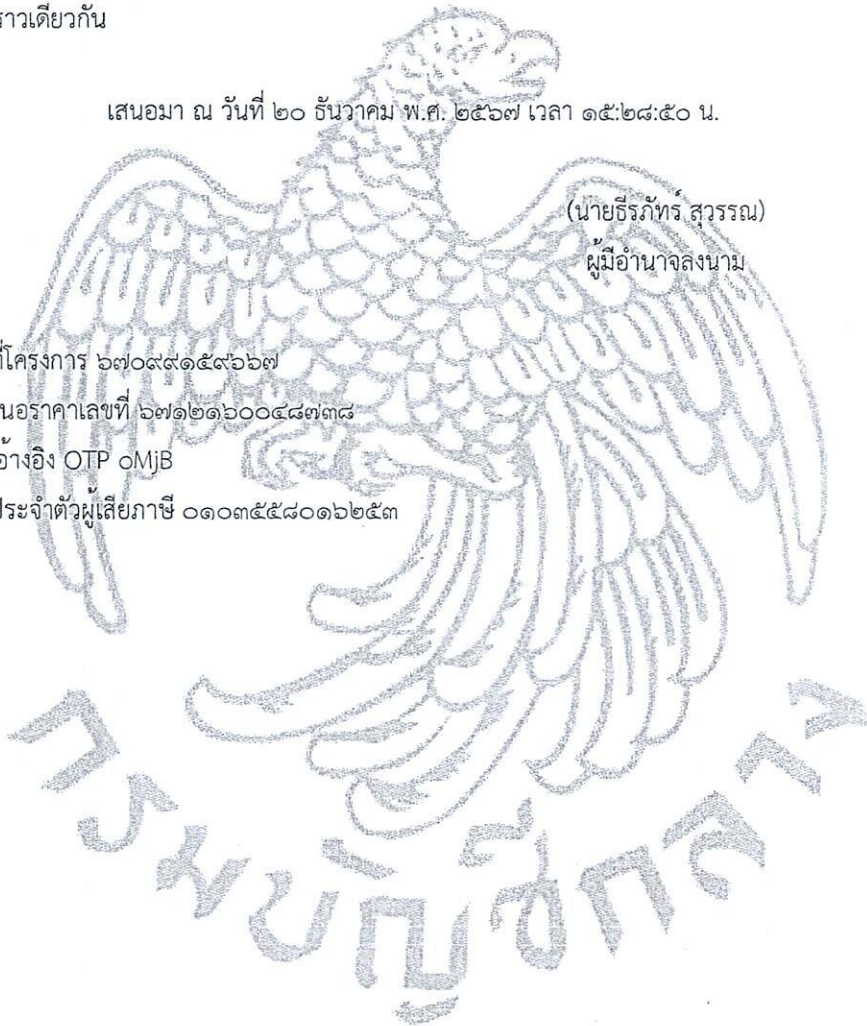 ราวเดียวกัน
เสนอมา ณ วันที่ ๒๐ ธันวาคม พ.ศ. ๒๕๖๗ เวลา ๑๕:๒๘:๕๐ น.
(นายธีรภัทร์ สุวรรณ)
ผู้มีอำนาจลงนาม
ที่โครงการ ๖๗๐๙๙๑๕๙๖๖๗
นอราคาเลขที่ ๖๗๑๒๑๖๐๐๔๘๗๓๘
อ้างอิง OTP oMjB
ประจำตัวผู้เสียภาษี ๐๑๐๓๕๕๘๐๑๖๒๕๓
กรมบัญชีกลาง